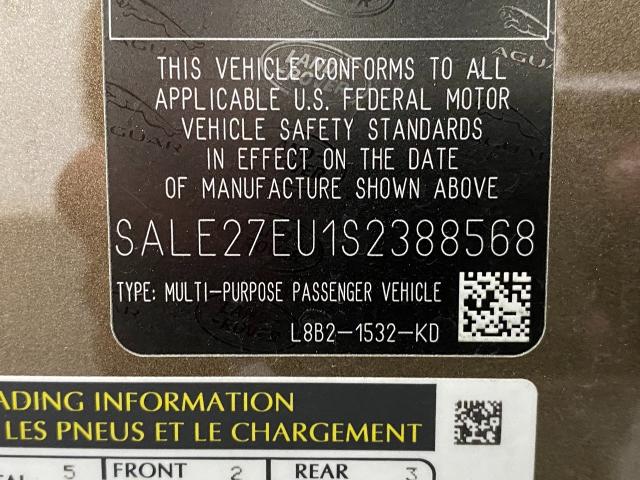 THIS VEHICLE CONFORMS TO ALL
APPLICABLE U.S. FEDERAL MOTOR
VEHICLE SAFETY STANDARDS
IN EFFECT ON THE DATE
OF MANUFACTURE SHOWN ABOVE
SALE27EU1S2388568
TYPE: MULTI-PURPOSE PASSENGER VEHICLE
L8B2-1532-KD
ADING INFORMATION
LES PNEUS ET LE CHARGEMENT
5 FRONT 2 REAR 3